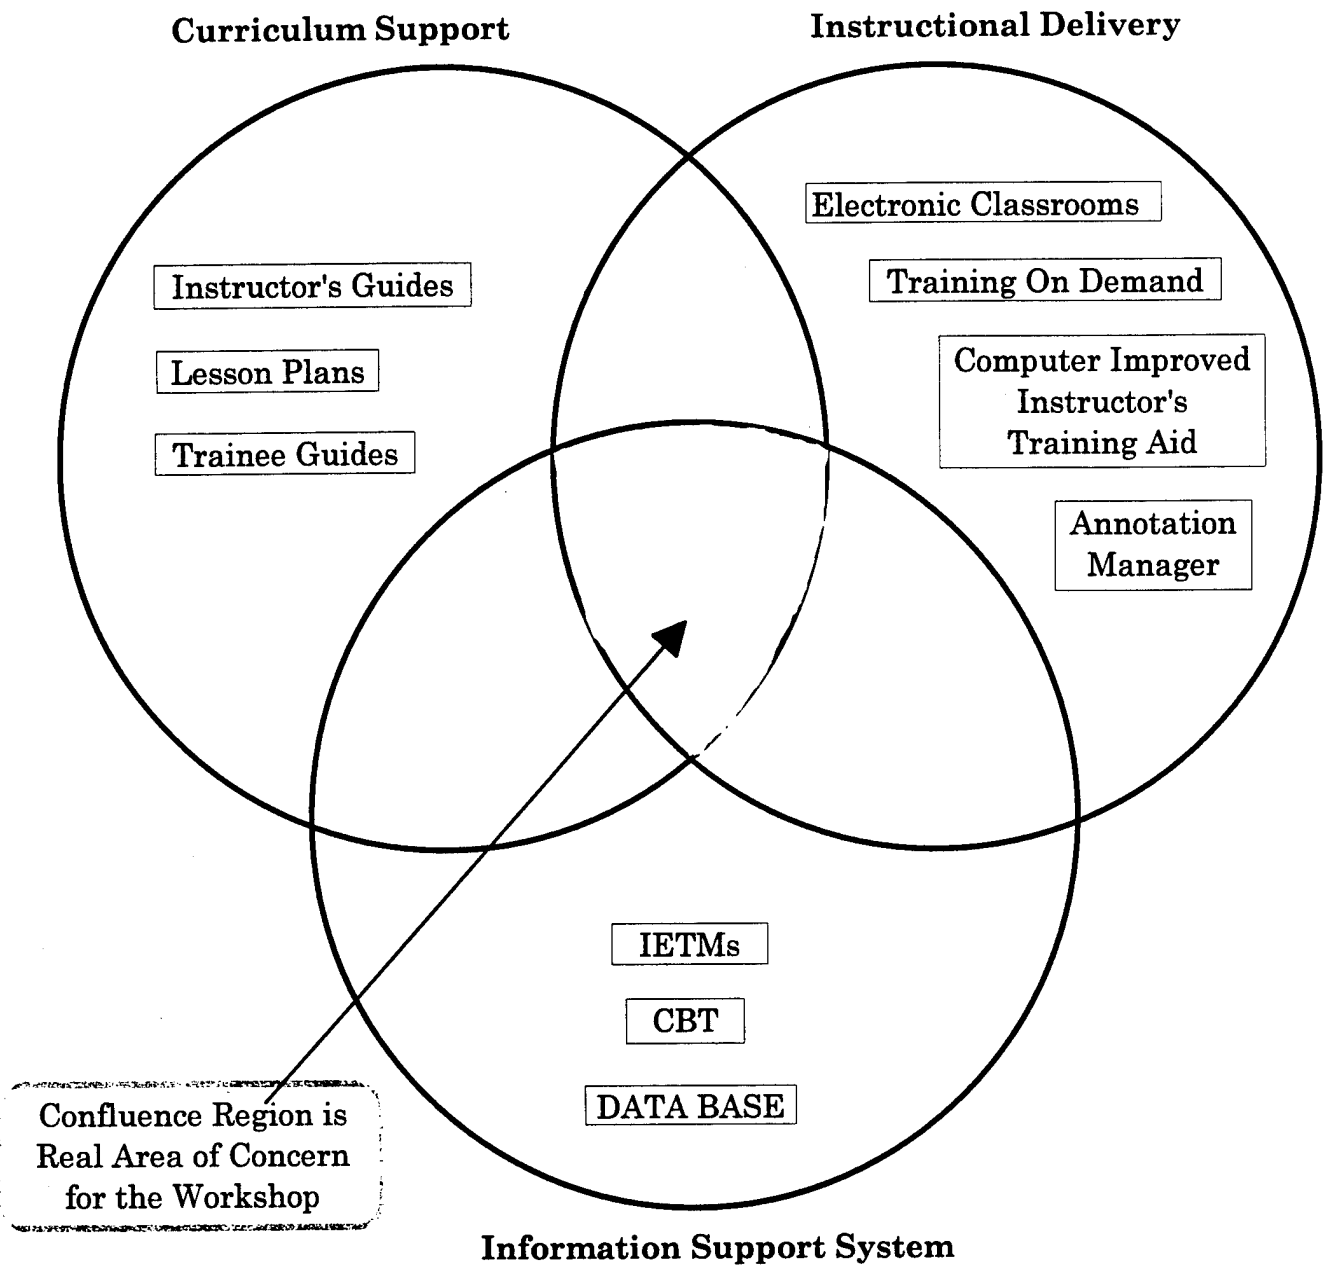 Curriculum Support
Instructional Delivery
Electronic Classrooms
Training On Demand
Computer Improved
Instructor's
Training Aid
Annotation
Manager
Instructor's Guides
Lesson Plans
Trainee Guides
IETMs
CBT
DATA BASE
Confluence Region is
Real Area of Concern
for the Workshop
Information Support System